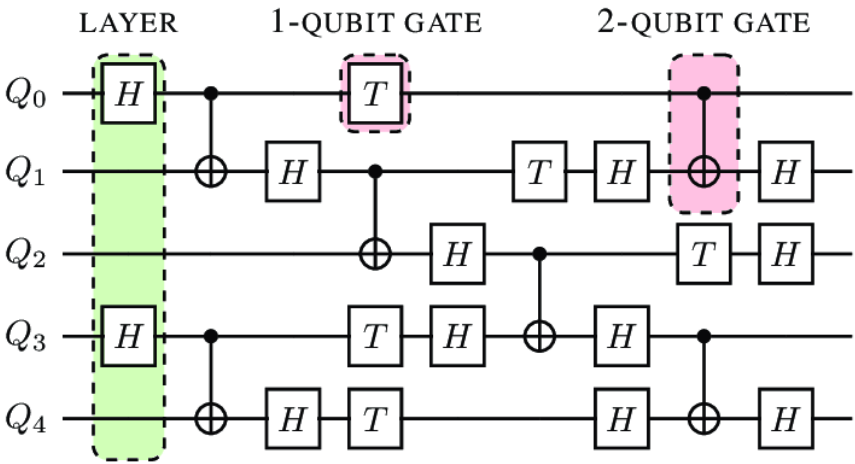 LAYER 1-QUBIT GATE 2-QUBIT GATE
Q0 H T
Q1 H T H H
Q2 H T H
Q3 H T H H
Q4 H T H H